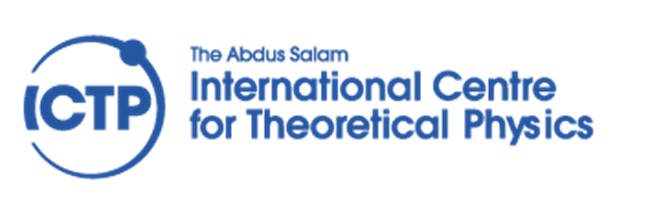 ICTP
The Abdus Salam
International Centre
for Theoretical Physics